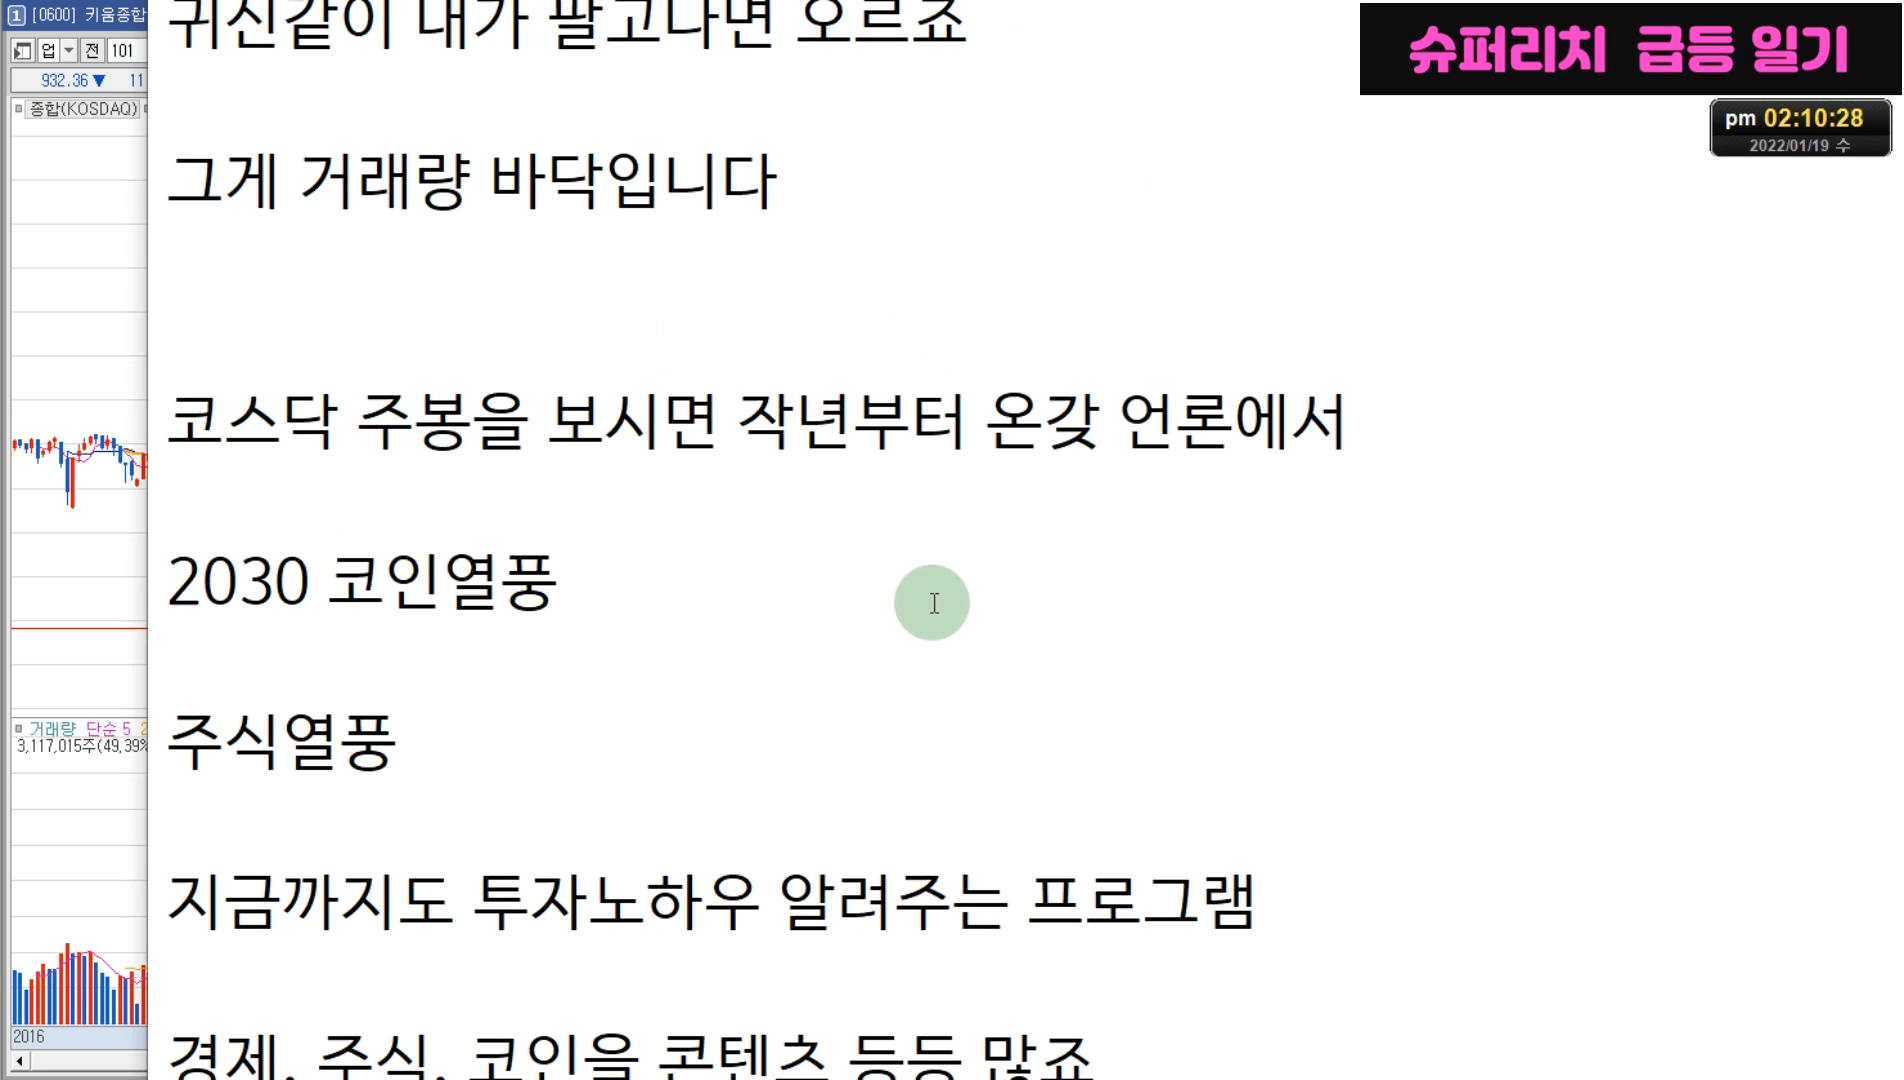 1 [0600] 키움종합
업 전 101
932.36▼ 11
종합(KOSDAQ)
귀신같이 내가 팔고나면 오르죠
슈퍼리치 급등 일기
pm 02:10:28
2022/01/19 수
그게 거래량 바닥입니다
코스닥 주봉을 보시면 작년부터 온갖 언론에서
2030 코인열풍
주식열풍
거래량 단순 5 2
3,117,015주(49,39%
지금까지도 투자노하우 알려주는 프로그램
2016
경제, 주식, 코인을 콘텐츠 등등 많죠